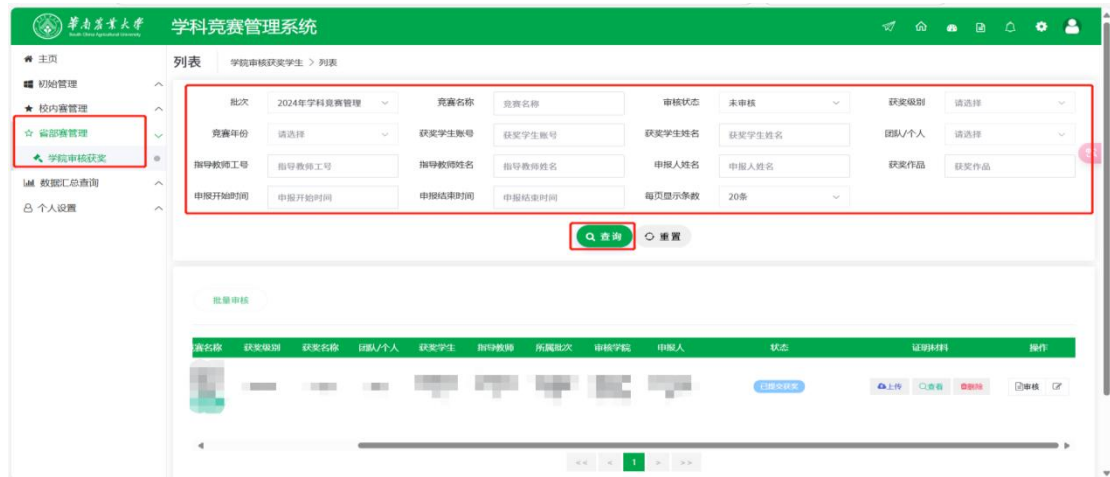 华南农业大学
South China Agricultural University
学科竞赛管理系统
主页
初始管理
校内赛管理
省部赛管理
学院审核获奖
数据汇总查询
个人设置
列表 学院审核获奖学生 > 列表
批次 2024年学科竞赛管理 竞赛名称 竞赛名称 审核状态 未审核 获奖级别 请选择
竞赛年份 请选择 获奖学生账号 获奖学生账号 获奖学生姓名 获奖学生姓名 团队/个人 请选择
指导教师工号 指导教师工号 指导教师姓名 指导教师姓名 申报人姓名 申报人姓名 获奖作品 获奖作品
申报开始时间 申报开始时间 申报结束时间 申报结束时间 每页显示条数 20条
查询 重置
批量审核
竞赛名称 获奖级别 获奖名称 团队/个人 获奖学生 指导教师 所属批次 审核学院 申报人 状态 证明材料 操作
已提交获奖 上传 查看 删除 审核
<< < 1 > >>